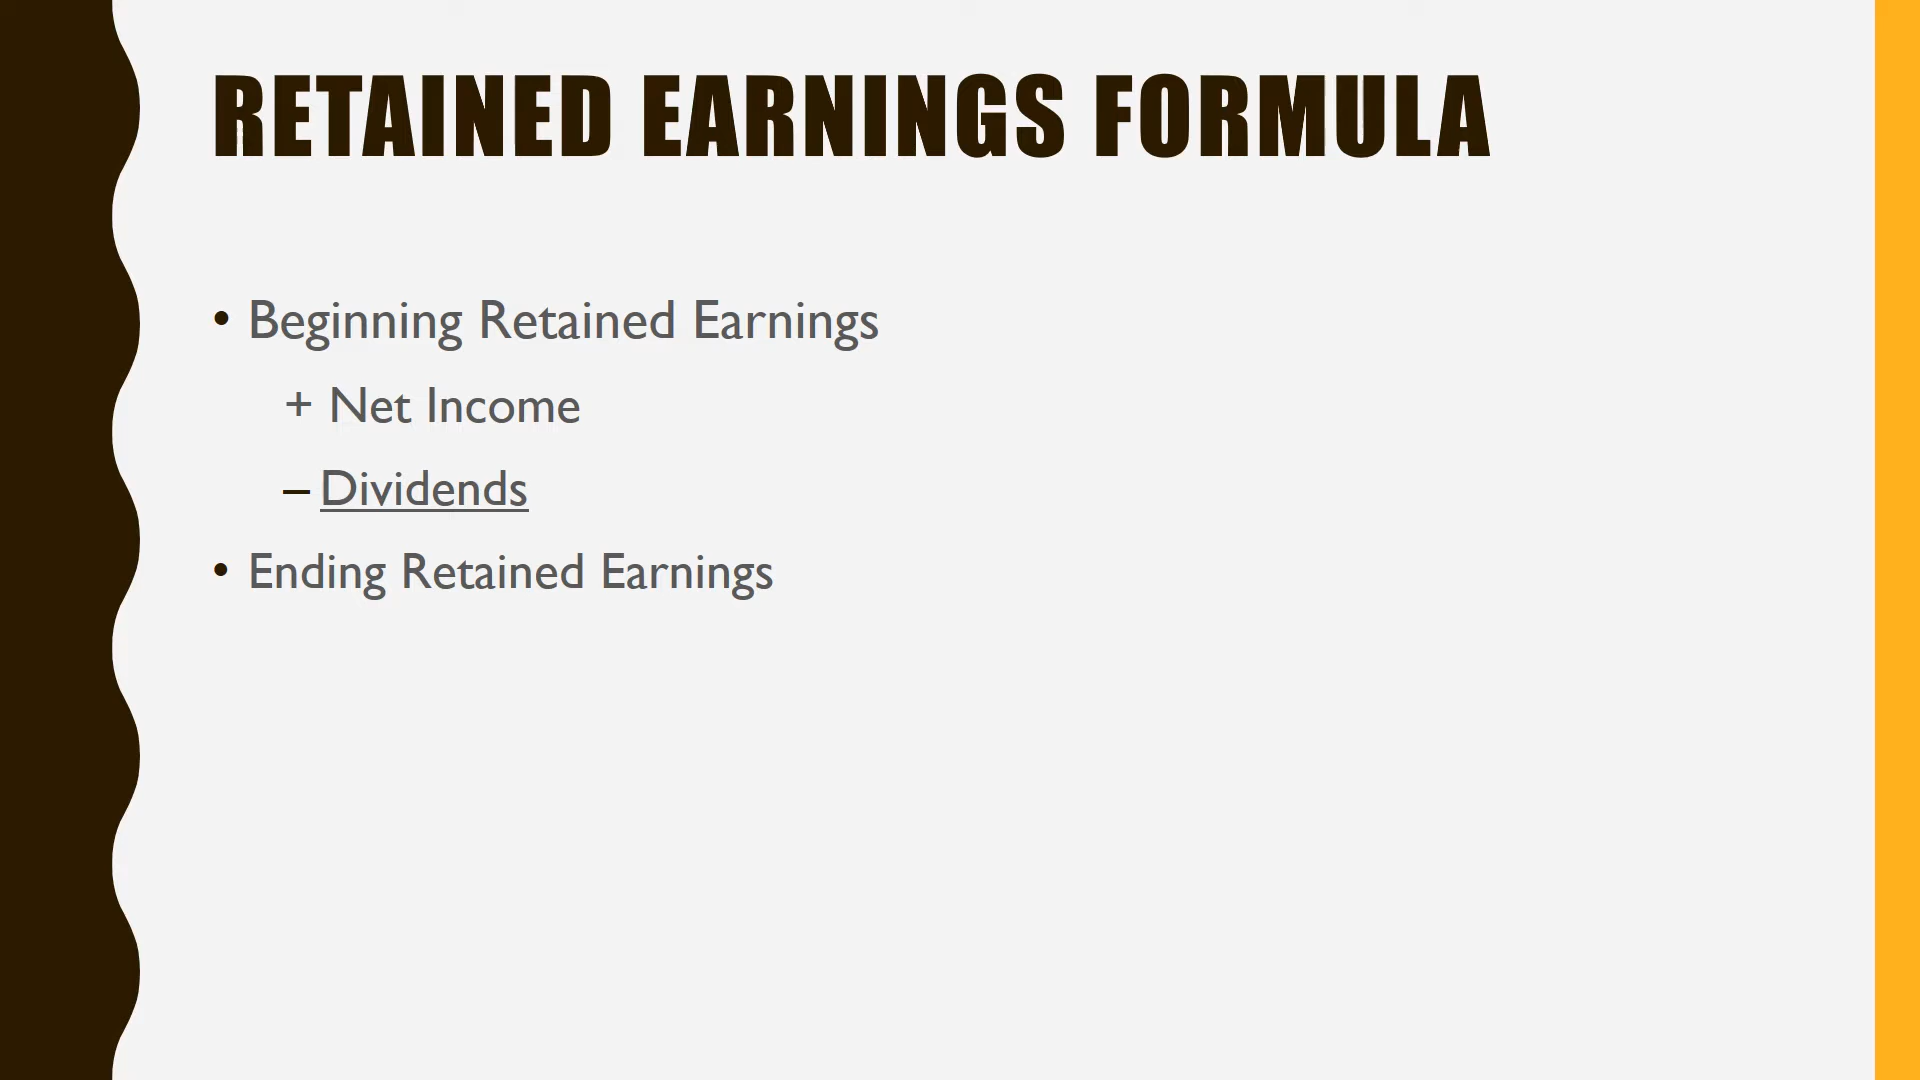 RETAINED EARNINGS FORMULA
• Beginning Retained Earnings
+ Net Income
– Dividends
• Ending Retained Earnings